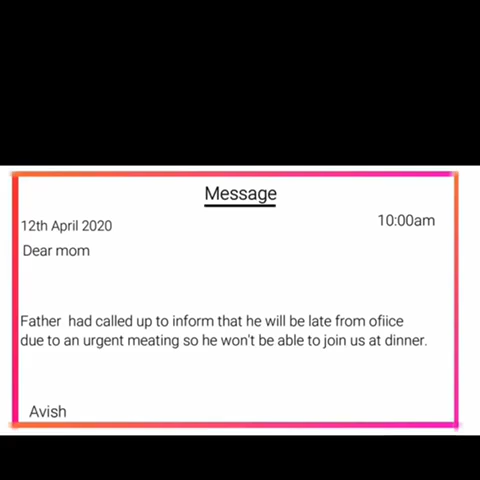 Message
12th April 2020 10:00am
Dear mom
Father had called up to inform that he will be late from ofiice
due to an urgent meating so he won't be able to join us at dinner.
Avish